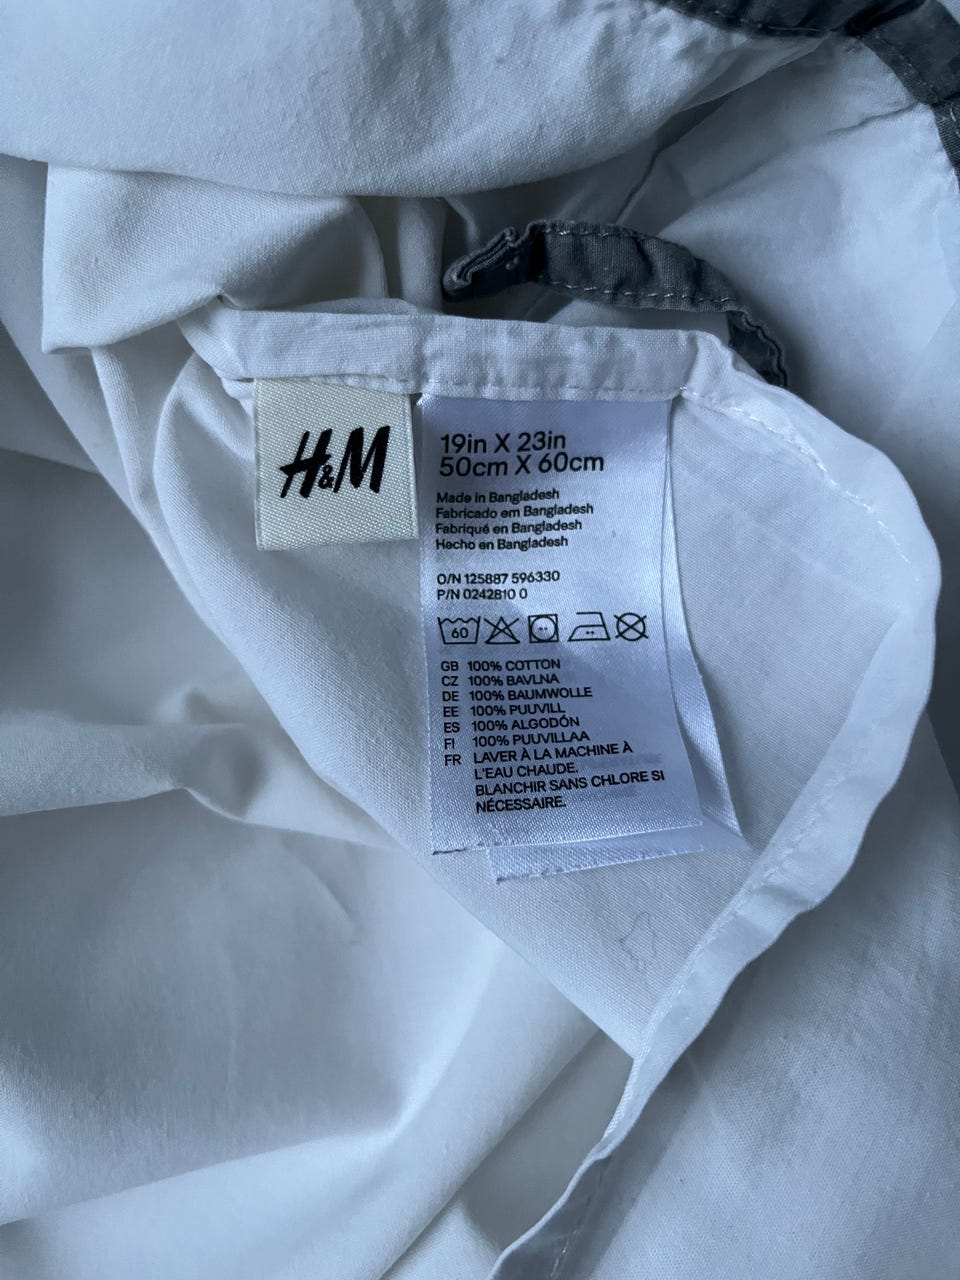 H&M
19in X 23in
50cm X 60cm
Made in Bangladesh
Fabricado em Bangladesh
Fabriqué en Bangladesh
Hecho en Bangladesh
O/N 125887 596330
P/N 0242810 0
60
GB 100% COTTON
CZ 100% BAVLNA
DE 100% BAUMWOLLE
EE 100% PUUVILL
ES 100% ALGODÓN
FI 100% PUUVILLAA
FR LAVER À LA MACHINE À
L'EAU CHAUDE.
BLANCHIR SANS CHLORE SI
NÉCESSAIRE.